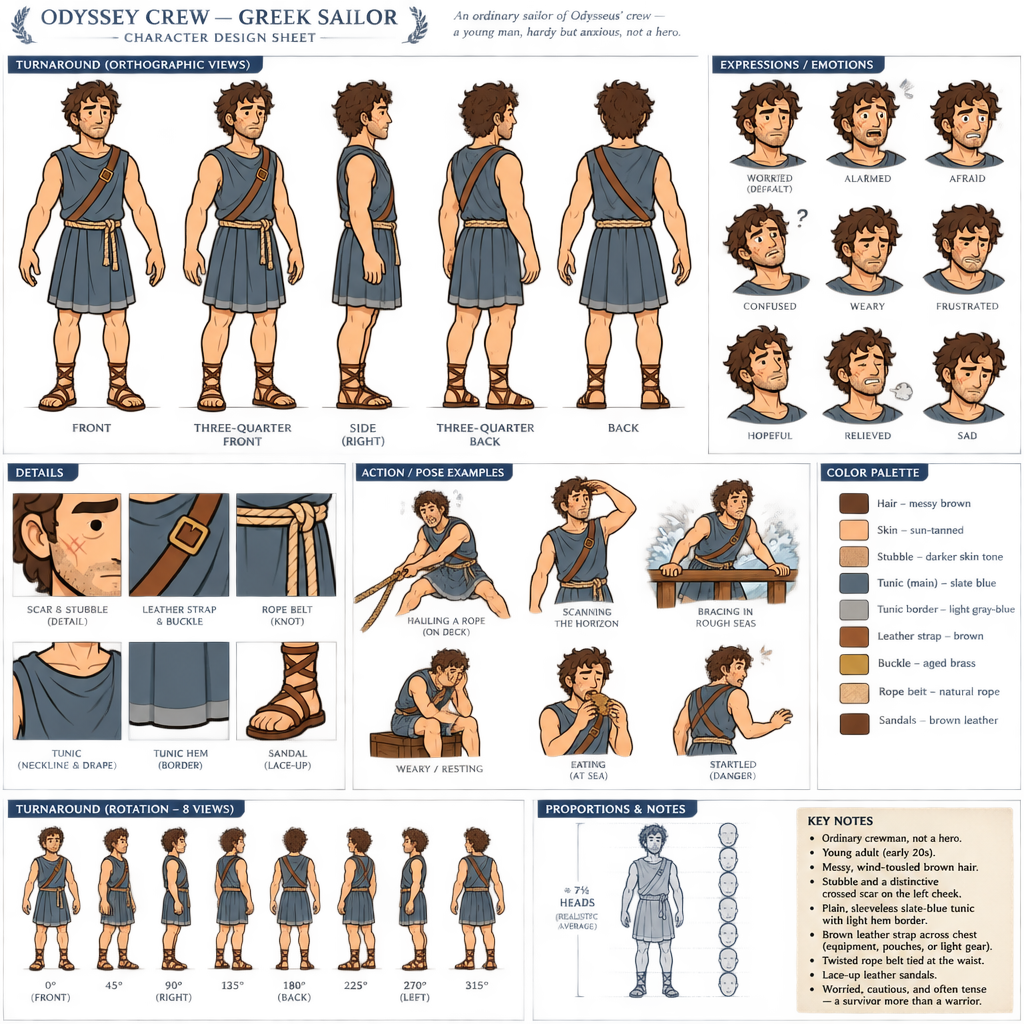 ODYSSEY CREW — GREEK SAILOR
CHARACTER DESIGN SHEET
An ordinary sailor of Odysseus' crew —
a young man, hardy but anxious, not a hero.
TURNAROUND (ORTHOGRAPHIC VIEWS)
FRONT
THREE-QUARTER
FRONT
SIDE
(RIGHT)
THREE-QUARTER
BACK
BACK
EXPRESSIONS / EMOTIONS
WORRIED
(DEFALT)
ALARMED
AFRAID
?
CONFUSED
WEARY
FRUSTRATED
HOPEFUL
RELIEVED
SAD
DETAILS
SCAR & STUBBLE
(DETAIL)
LEATHER STRAP
& BUCKLE
ROPE BELT
(KNOT)
TUNIC
(NECKLINE & DRAPE)
TUNIC HEM
(BORDER)
SANDAL
(LACE-UP)
ACTION / POSE EXAMPLES
HAULING A ROPE
(ON DECK)
SCANNING
THE HORIZON
BRACING IN
ROUGH SEAS
WEARY / RESTING
EATING
(AT SEA)
STARTLED
(DANGER)
COLOR PALETTE
Hair – messy brown
Skin – sun-tanned
Stubble – darker skin tone
Tunic (main) – slate blue
Tunic border – light gray-blue
Leather strap – brown
Buckle – aged brass
Rope belt – natural rope
Sandals – brown leather
TURNAROUND (ROTATION – 8 VIEWS)
0°
(FRONT)
45°
90°
(RIGHT)
135°
180°
(BACK)
225°
270°
(LEFT)
315°
PROPORTIONS & NOTES
≈ 7½
HEADS
(REALISTIC
AVERAGE)
KEY NOTES
• Ordinary crewman, not a hero.
• Young adult (early 20s).
• Messy, wind-tousled brown hair.
• Stubble and a distinctive
crossed scar on the left cheek.
• Plain, sleeveless slate-blue tunic
with light hem border.
• Brown leather strap across chest
(eqnipment, pouches, or light gear).
• Twisted rope belt tied at the waist.
• Lace-up leather sandals.
• Worried, cautious, and often tense
— a survivor more than a warrior.